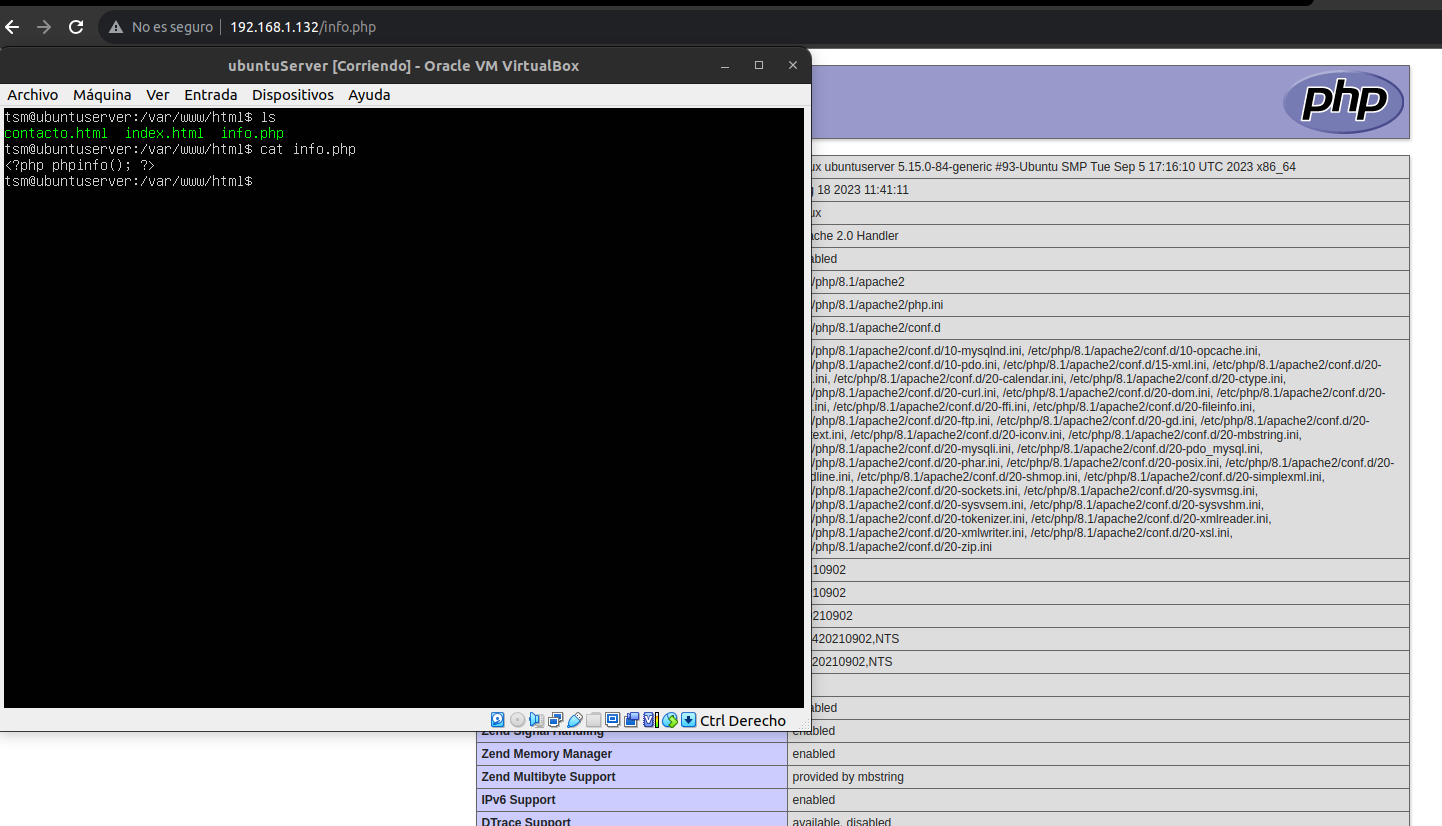 No es seguro 192.168.1.132/info.php
ubuntuServer [Corriendo] - Oracle VM VirtualBox
Archivo Máquina Ver Entrada Dispositivos Ayuda
tsm@ubuntuserver:/var/www/html$ ls
contacto.html index.html info.php
tsm@ubuntuserver:/var/www/html$ cat info.php
<?php phpinfo(); ?>
tsm@ubuntuserver:/var/www/html$
Ctrl Derecho
php
ubuntuserver 5.15.0-84-generic #93-Ubuntu SMP Tue Sep 5 17:16:10 UTC 2023 x86_64
18 2023 11:41:11
2.0 Handler
/php/8.1/apache2
/php/8.1/apache2/php.ini
/php/8.1/apache2/conf.d
/php/8.1/apache2/conf.d/10-mysqlnd.ini, /etc/php/8.1/apache2/conf.d/10-opcache.ini,
/php/8.1/apache2/conf.d/10-pdo.ini, /etc/php/8.1/apache2/conf.d/15-xml.ini, /etc/php/8.1/apache2/conf.d/20-
.ini, /etc/php/8.1/apache2/conf.d/20-calendar.ini, /etc/php/8.1/apache2/conf.d/20-ctype.ini,
/php/8.1/apache2/conf.d/20-curl.ini, /etc/php/8.1/apache2/conf.d/20-dom.ini, /etc/php/8.1/apache2/conf.d/20-
.ini, /etc/php/8.1/apache2/conf.d/20-ffi.ini, /etc/php/8.1/apache2/conf.d/20-fileinfo.ini,
/php/8.1/apache2/conf.d/20-ftp.ini, /etc/php/8.1/apache2/conf.d/20-gd.ini, /etc/php/8.1/apache2/conf.d/20-
text.ini, /etc/php/8.1/apache2/conf.d/20-iconv.ini, /etc/php/8.1/apache2/conf.d/20-mbstring.ini,
/php/8.1/apache2/conf.d/20-mysqli.ini, /etc/php/8.1/apache2/conf.d/20-pdo_mysql.ini,
/php/8.1/apache2/conf.d/20-phar.ini, /etc/php/8.1/apache2/conf.d/20-posix.ini, /etc/php/8.1/apache2/conf.d/20-
dline.ini, /etc/php/8.1/apache2/conf.d/20-shmop.ini, /etc/php/8.1/apache2/conf.d/20-simplexml.ini,
/php/8.1/apache2/conf.d/20-sockets.ini, /etc/php/8.1/apache2/conf.d/20-sysvmsg.ini,
/php/8.1/apache2/conf.d/20-sysvsem.ini, /etc/php/8.1/apache2/conf.d/20-sysvshm.ini,
/php/8.1/apache2/conf.d/20-tokenizer.ini, /etc/php/8.1/apache2/conf.d/20-xmlreader.ini,
/php/8.1/apache2/conf.d/20-xmlwriter.ini, /etc/php/8.1/apache2/conf.d/20-xsl.ini,
/php/8.1/apache2/conf.d/20-zip.ini
10902
10902
210902
420210902,NTS
20210902,NTS
abled
Zend Signal Handling enabled
Zend Memory Manager enabled
Zend Multibyte Support provided by mbstring
IPv6 Support enabled
DTrace Support available, disabled